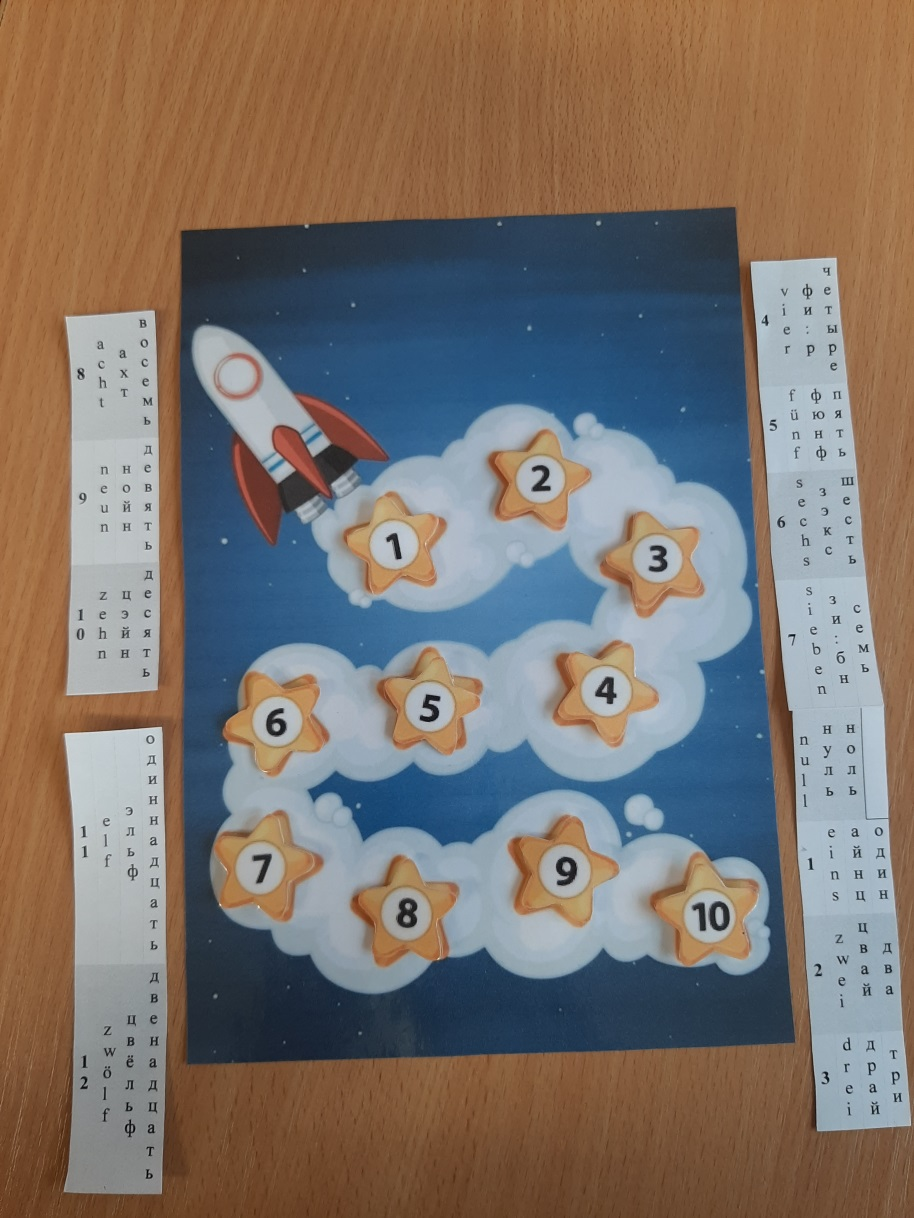 8 acht ахт восемь
9 neun нойн девять
10 zehn цэйн десять
11 elf эльф одиннадцать
12 zwölf цвёльф двенадцать
1
2
3
4
5
6
7
8
9
10
4 vier фи:р четыре
5 fünf фюнф пять
6 sechs зэкс шесть
7 sieben зи:бн семь
null нуль ноль
1 eins айнц один
2 zwei цвай два
3 drei драй три